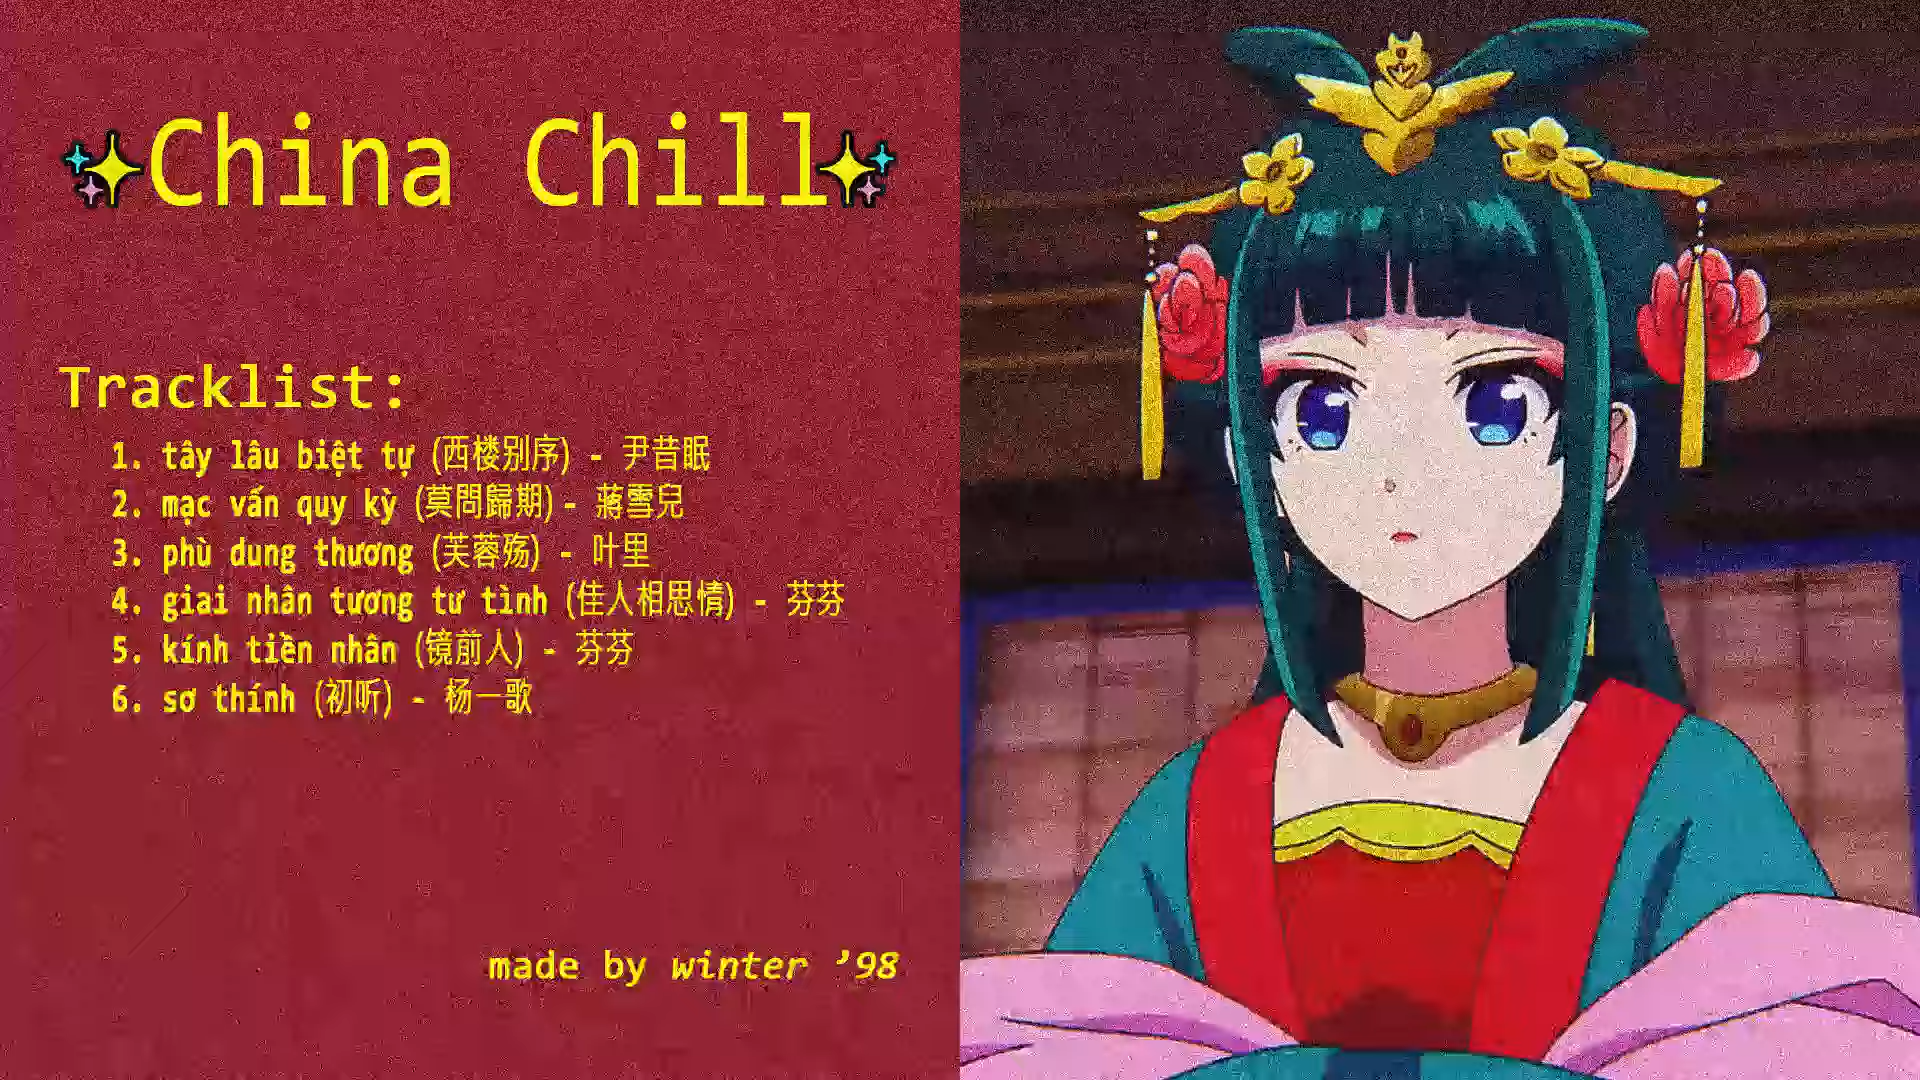 ✨China Chill✨
Tracklist:
1. tây lâu biệt tự (西楼别序) - 尹昔眠
2. mạc vấn quy kỳ (莫問歸期) - 蔣雪兒
3. phù dung thương (芙蓉殇) - 叶里
4. giai nhân tương tư tình (佳人相思情) - 芬芬
5. kính tiền nhân (镜前人) - 芬芬
6. sơ thính (初听) - 杨一歌
made by winter ’98